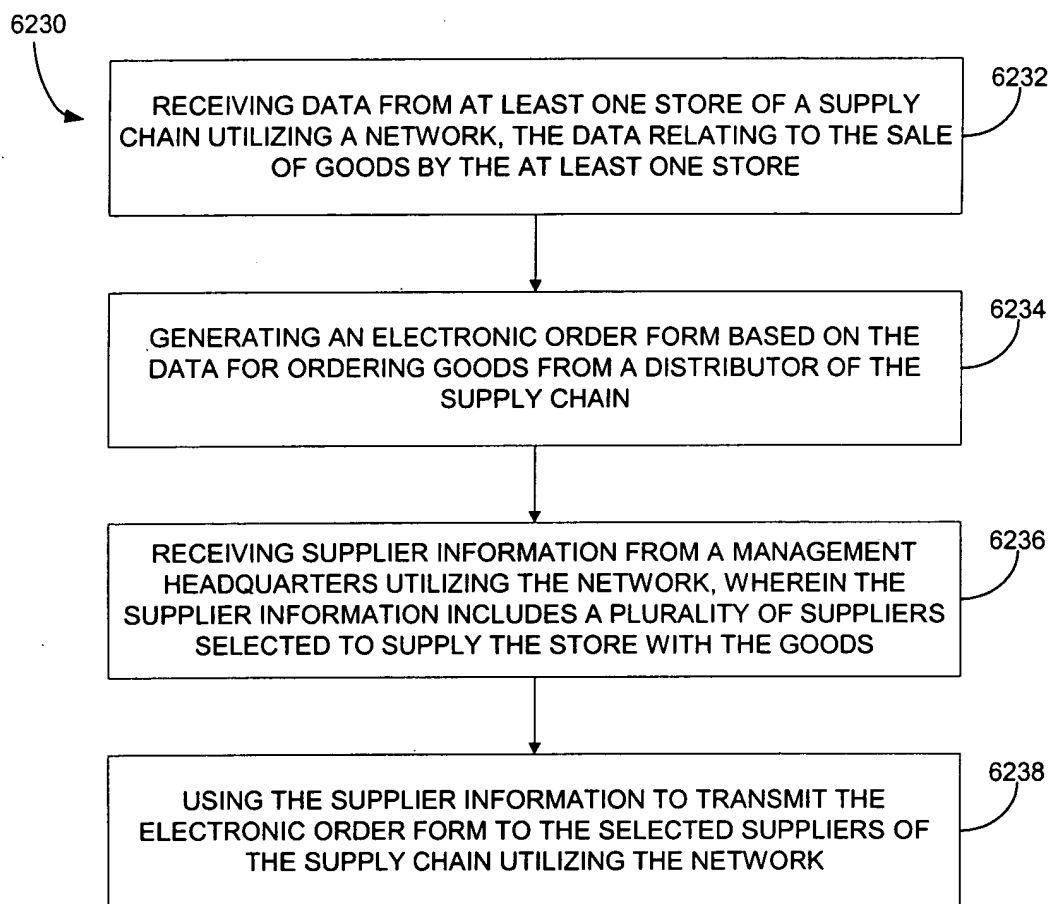 6230
6232
RECEIVING DATA FROM AT LEAST ONE STORE OF A SUPPLY
CHAIN UTILIZING A NETWORK, THE DATA RELATING TO THE SALE
OF GOODS BY THE AT LEAST ONE STORE
6234
GENERATING AN ELECTRONIC ORDER FORM BASED ON THE
DATA FOR ORDERING GOODS FROM A DISTRIBUTOR OF THE
SUPPLY CHAIN
6236
RECEIVING SUPPLIER INFORMATION FROM A MANAGEMENT
HEADQUARTERS UTILIZING THE NETWORK, WHEREIN THE
SUPPLIER INFORMATION INCLUDES A PLURALITY OF SUPPLIERS
SELECTED TO SUPPLY THE STORE WITH THE GOODS
6238
USING THE SUPPLIER INFORMATION TO TRANSMIT THE
ELECTRONIC ORDER FORM TO THE SELECTED SUPPLIERS OF
THE SUPPLY CHAIN UTILIZING THE NETWORK